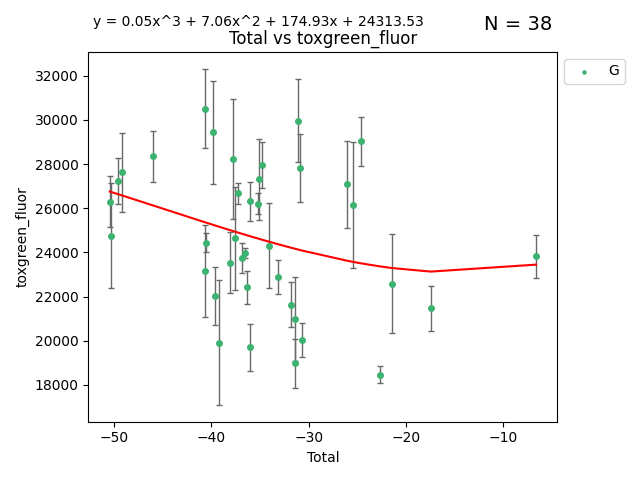 y = 0.05x^3 + 7.06x^2 + 174.93x + 24313.53
N = 38
Total vs toxgreen_fluor
G
32000
30000
28000
26000
24000
22000
20000
18000
toxgreen_fluor
−50 −40 −30 −20 −10
Total